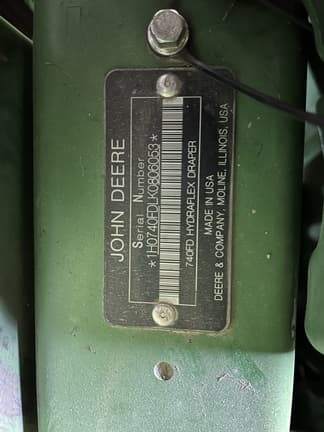 JOHN DEERE
Serial Number
*1H0740FDLK0806053*
740FD HYDRAFLEX DRAPER
MADE IN USA
DEERE & COMPANY, MOLINE, ILLINOIS, USA